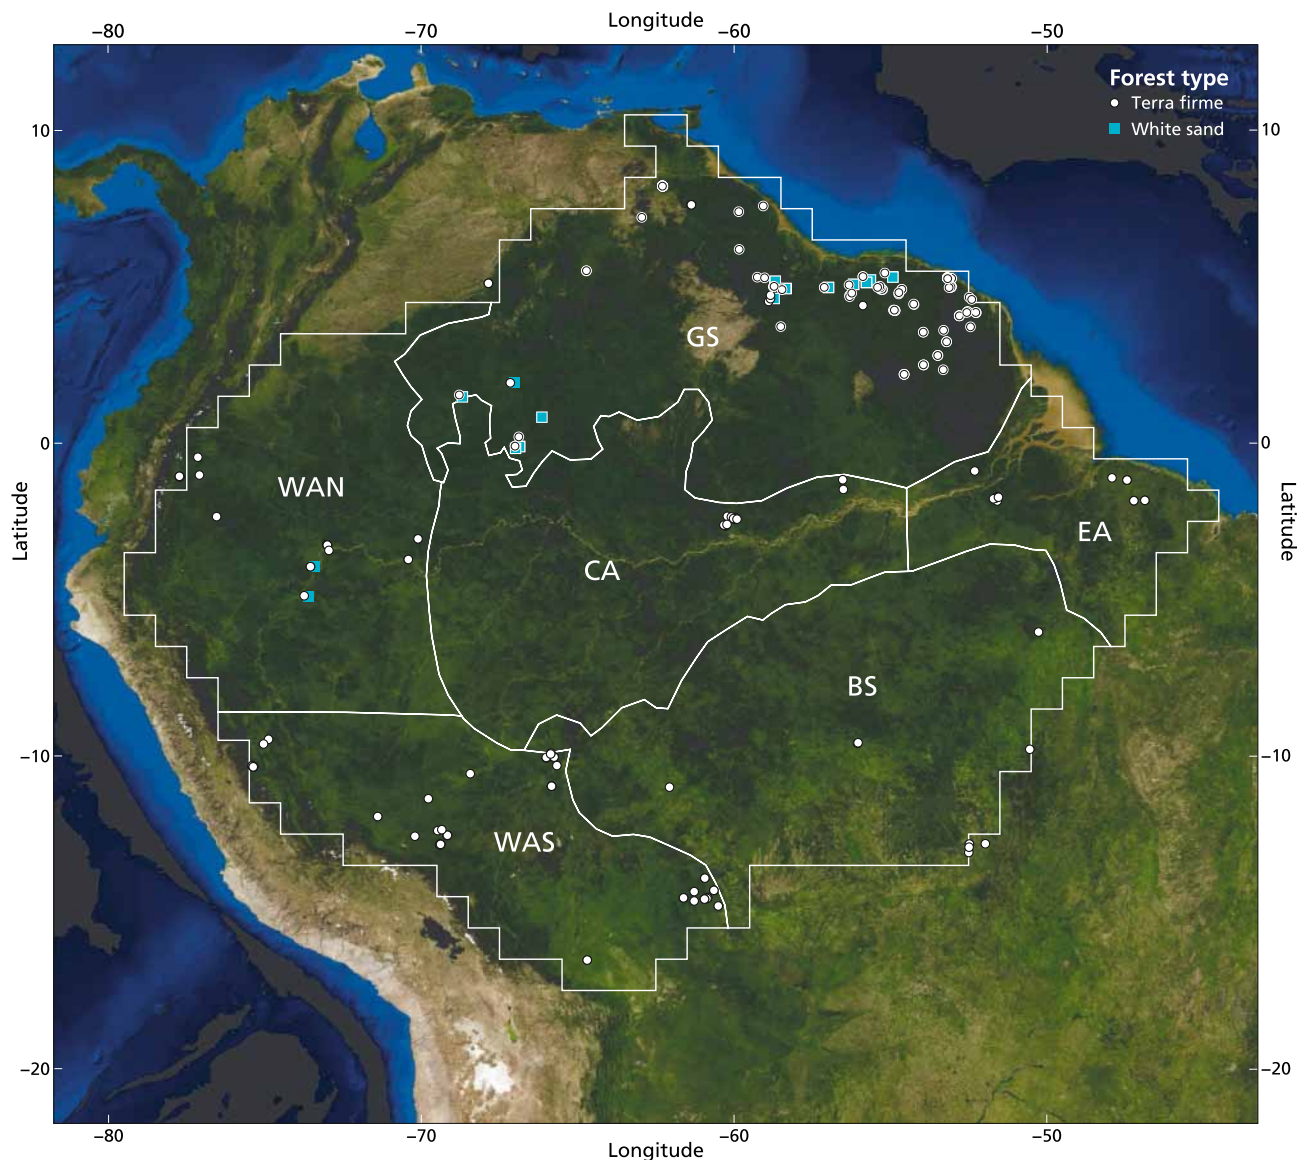 Longitude
−80 −70 −60 −50
Forest type
Terra firme
White sand
10 10
GS
0 0
WAN
Latitude Latitude
EA
CA
BS
−10 −10
WAS
−20 −20
−80 −70 −60 −50
Longitude